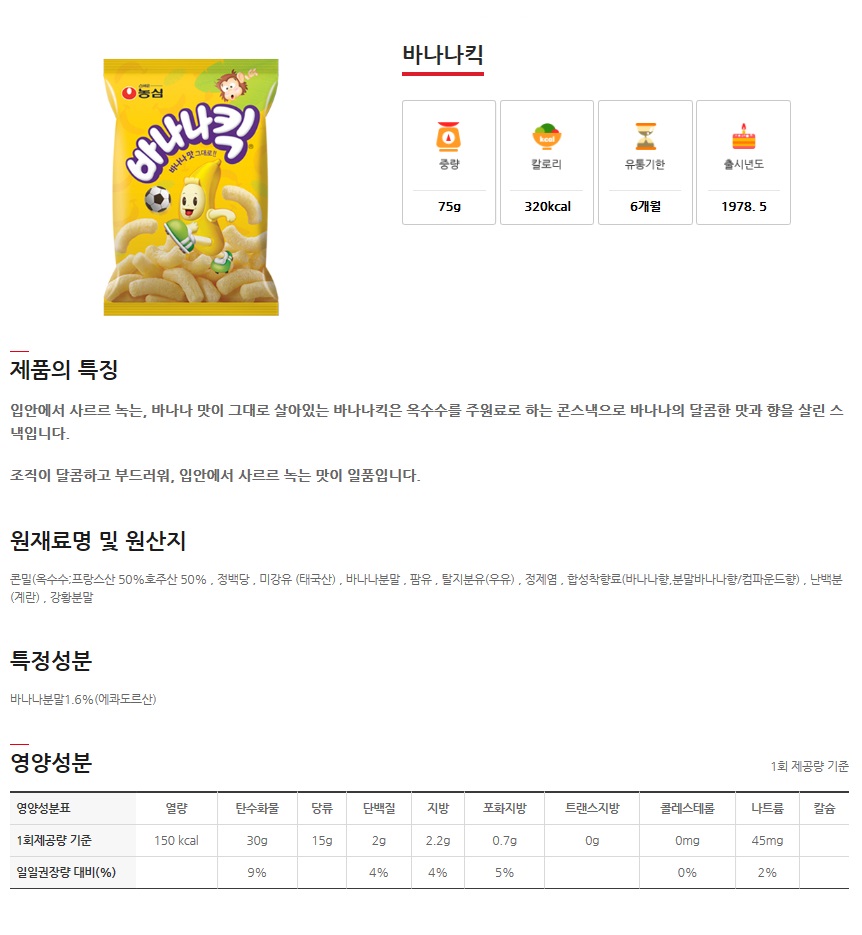 바나나킥
농심
바나나킥
바나나 맛 그대로!!
kcal
중량
칼로리
유통기한
출시년도
75g
320kcal
6개월
1978. 5
제품의 특징
입안에서 사르르 녹는, 바나나 맛이 그대로 살아있는 바나나킥은 옥수수를 주원료로 하는 콘스낵으로 바나나의 달콤한 맛과 향을 살린 스
낵입니다.
조직이 달콤하고 부드러워, 입안에서 사르르 녹는 맛이 일품입니다.
원재료명 및 원산지
콘밀(옥수수:프랑스산 50%호주산 50% , 정백당 , 미강유 (태국산) , 바나나분말 , 팜유 , 탈지분유(우유) , 정제염 , 합성착향료(바나나향,분말바나나향/컴파운드향) , 난백분
(계란) , 강황분말
특정성분
바나나분말1.6%(에콰도르산)
영양성분
1회 제공량 기준
영양성분표 열량 탄수화물 당류 단백질 지방 포화지방 트랜스지방 콜레스테롤 나트륨 칼슘
1회제공량 기준 150 kcal 30g 15g 2g 2.2g 0.7g 0g 0mg 45mg
일일권장량 대비(%) 9% 4% 4% 5% 0% 2%